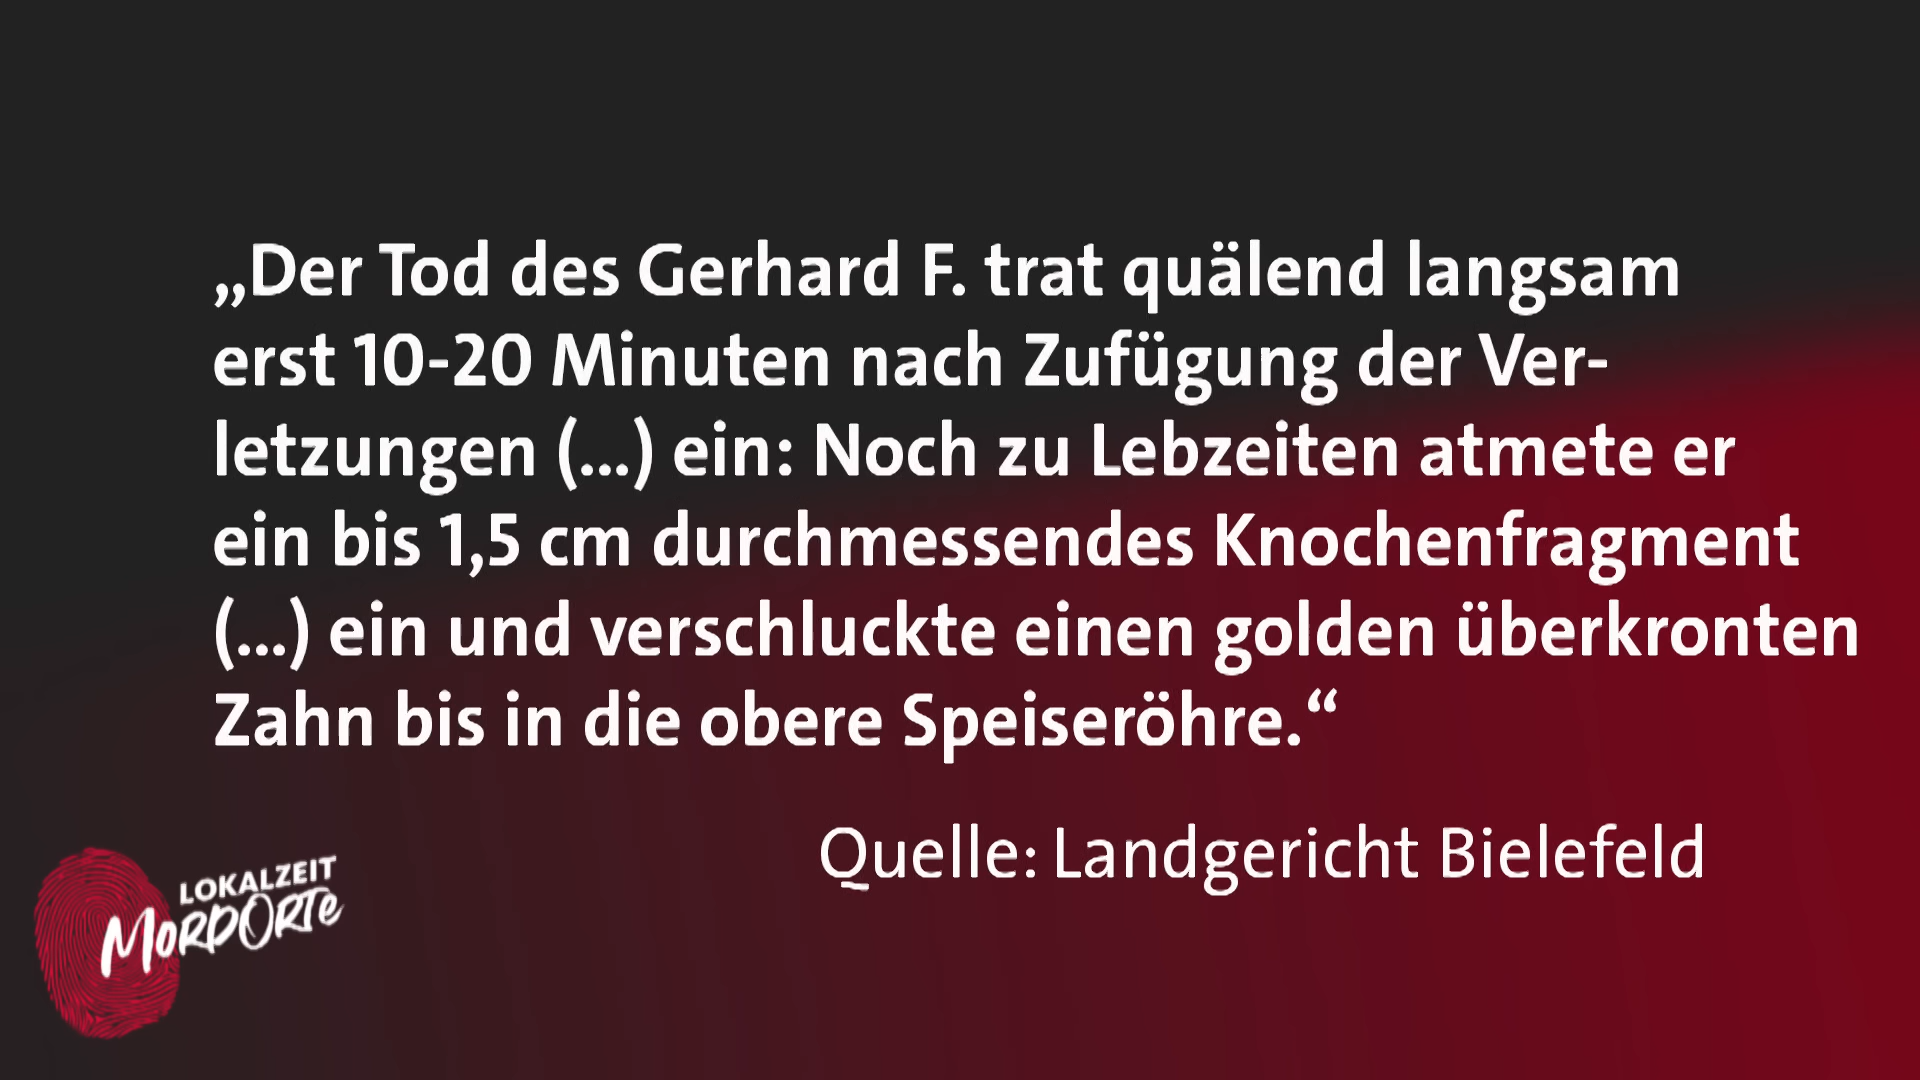 „Der Tod des Gerhard F. trat quälend langsam
erst 10-20 Minuten nach Zufügung der Ver-
letzungen (...) ein: Noch zu Lebzeiten atmete er
ein bis 1,5 cm durchmessendes Knochenfragment
(...) ein und verschluckte einen golden überkronten
Zahn bis in die obere Speiseröhre.“
Quelle: Landgericht Bielefeld
LOKALZEIT
MORDORTE